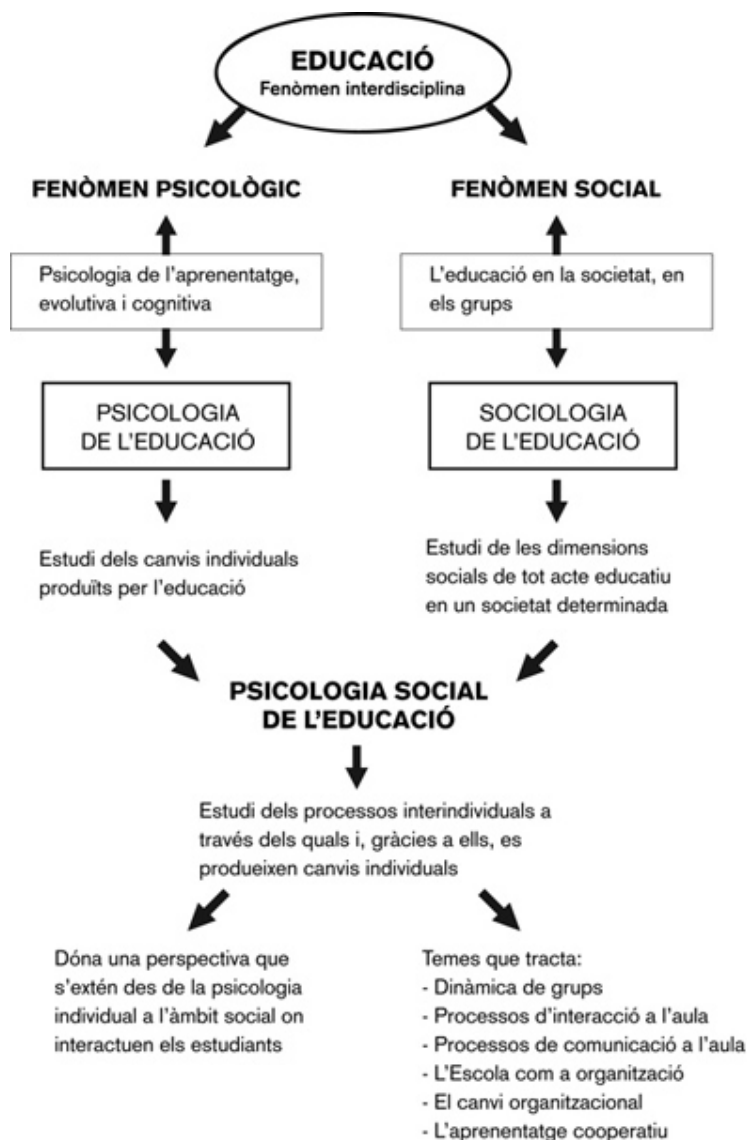 EDUCACIÓ
Fenòmen interdisciplina
FENÒMEN PSICOLÒGIC
FENÒMEN SOCIAL
Psicologia de l'aprenentatge,
evolutiva i cognitiva
L'educació en la societat, en
els grups
PSICOLOGIA
DE L'EDUCACIÓ
SOCIOLOGIA
DE L'EDUCACIÓ
Estudi dels canvis individuals
produïts per l'educació
Estudi de les dimensions
socials de tot acte educatiu
en un societat determinada
PSICOLOGIA SOCIAL
DE L'EDUCACIÓ
Estudi dels processos interindividuals a
través dels quals i, gràcies a ells, es
produeixen canvis individuals
Dóna una perspectiva que
s'extén des de la psicologia
individual a l'àmbit social on
interactuen els estudiants
Temes que tracta:
- Dinàmica de grups
- Processos d'interacció a l'aula
- Processos de comunicació a l'aula
- L'Escola com a organització
- El canvi organitzacional
- L'aprenentatge cooperatiu